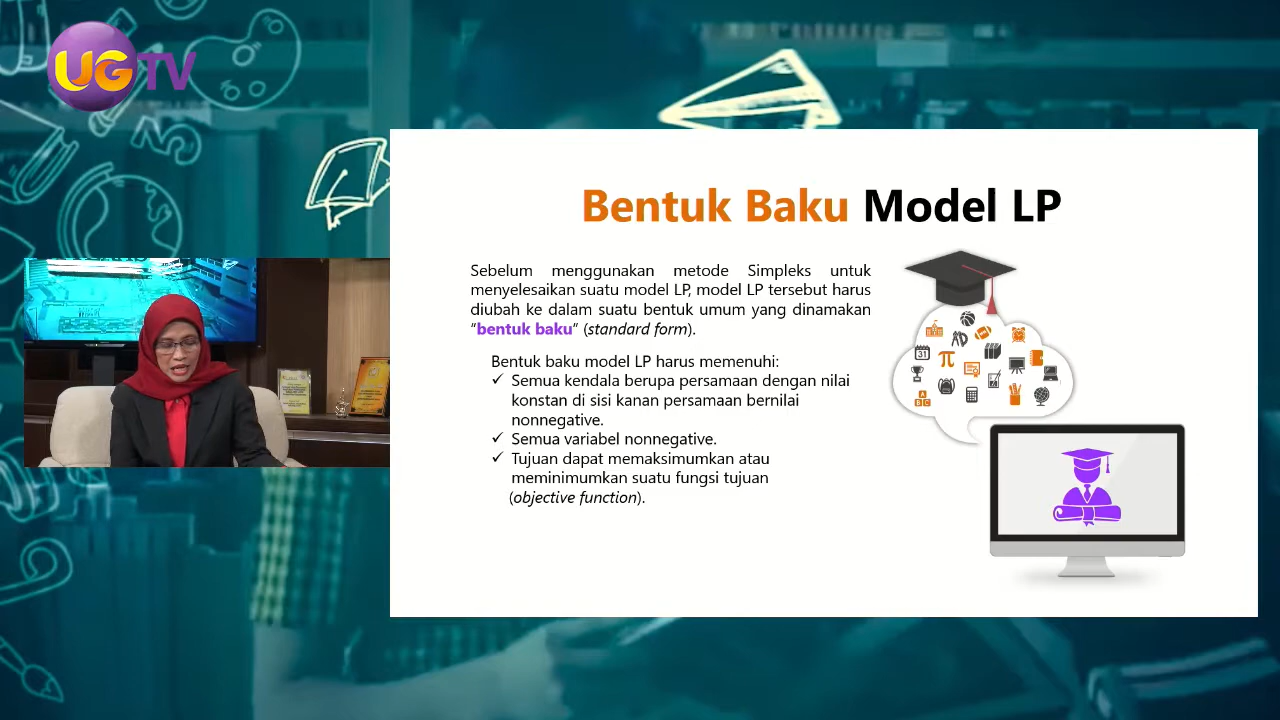 UGTV
Bentuk Baku Model LP
Sebelum menggunakan metode Simpleks untuk
menyelesaikan suatu model LP, model LP tersebut harus
diubah ke dalam suatu bentuk umum yang dinamakan
“bentuk baku” (standard form).
Bentuk baku model LP harus memenuhi:
✓ Semua kendala berupa persamaan dengan nilai
konstan di sisi kanan persamaan bernilai
nonnegative.
✓ Semua variabel nonnegative.
✓ Tujuan dapat memaksimumkan atau
meminimumkan suatu fungsi tujuan
(objective function).
31
π
A
B C